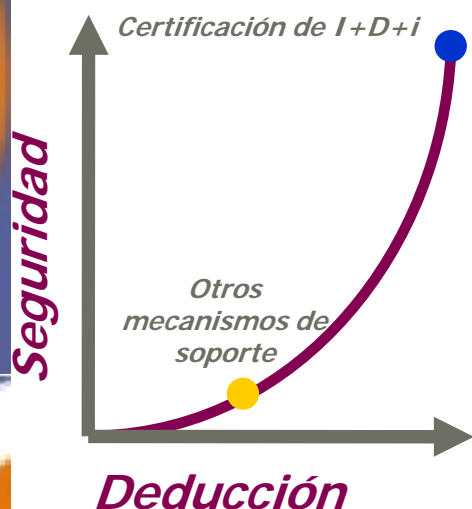 Certificación de I+D+i
Seguridad
Otros
mecanismos de
soporte
Deducción